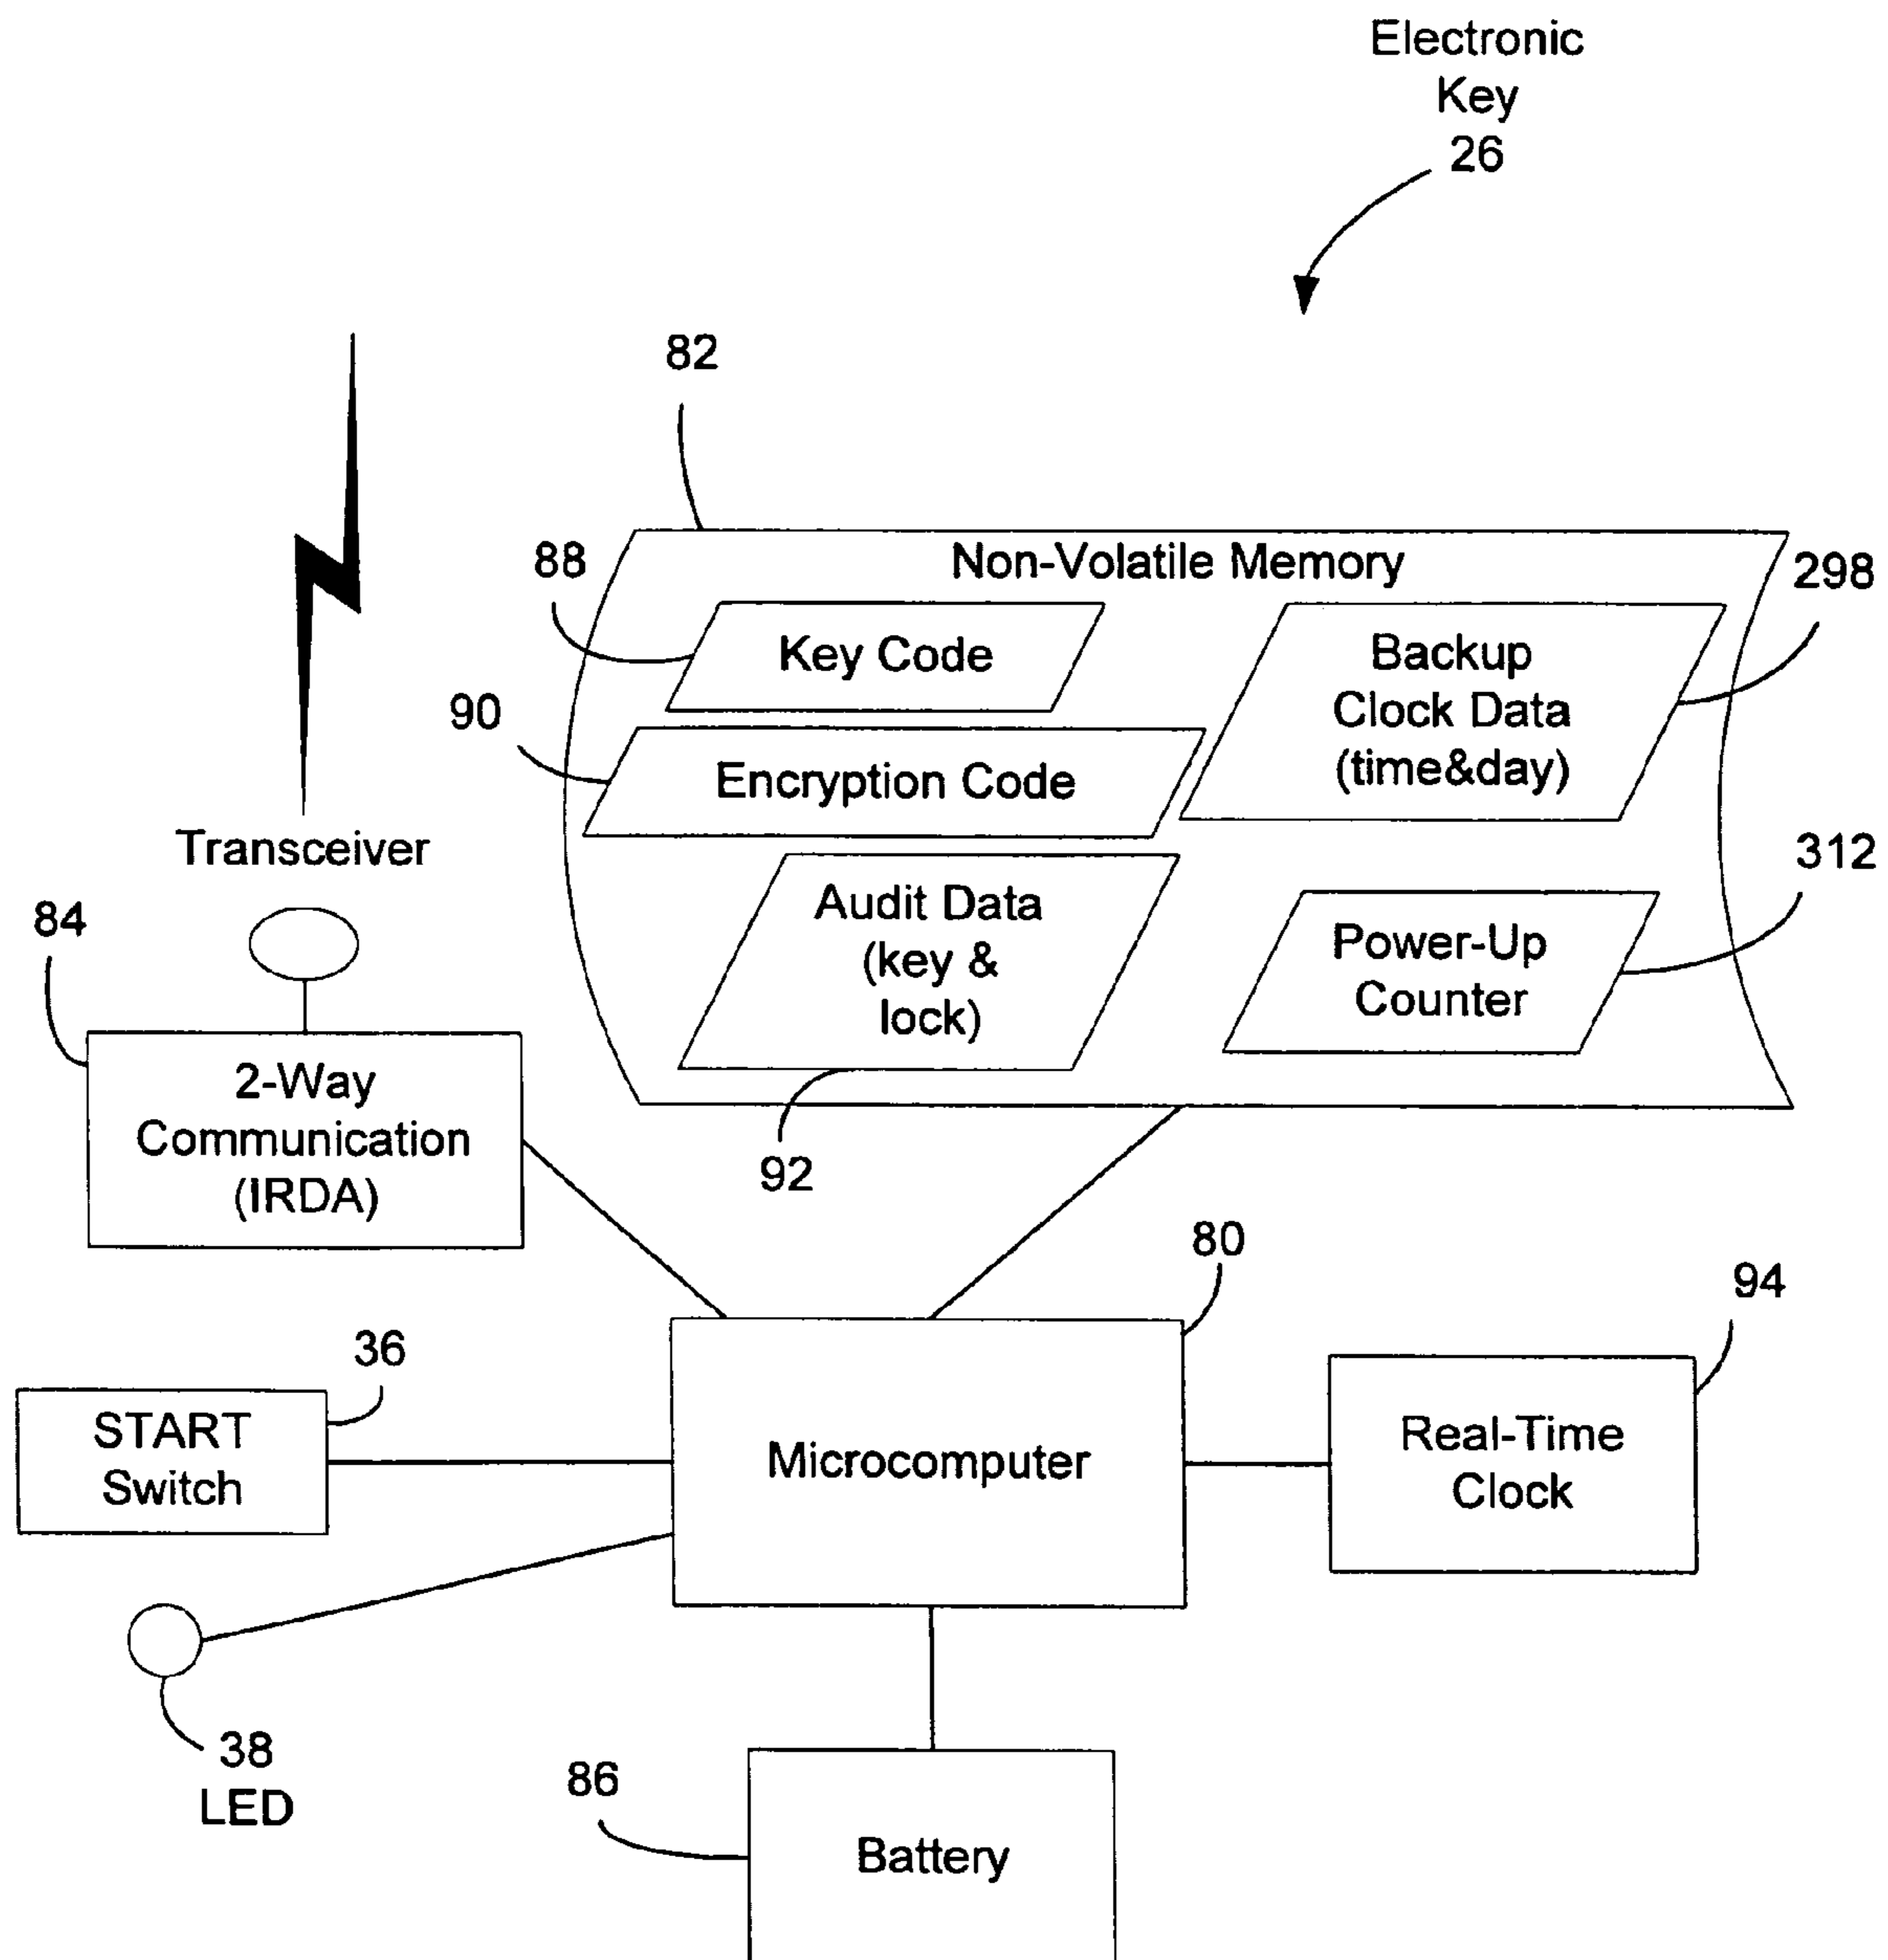 Electronic
Key
26
82
Non-Volatile Memory
88
298
Key Code
Backup
Clock Data
(time&day)
90
Encryption Code
Transceiver
312
Audit Data
(key &
lock)
84
Power-Up
Counter
2-Way
Communication
(IRDA)
92
80
94
36
START
Switch
Microcomputer
Real-Time
Clock
38
LED
86
Battery